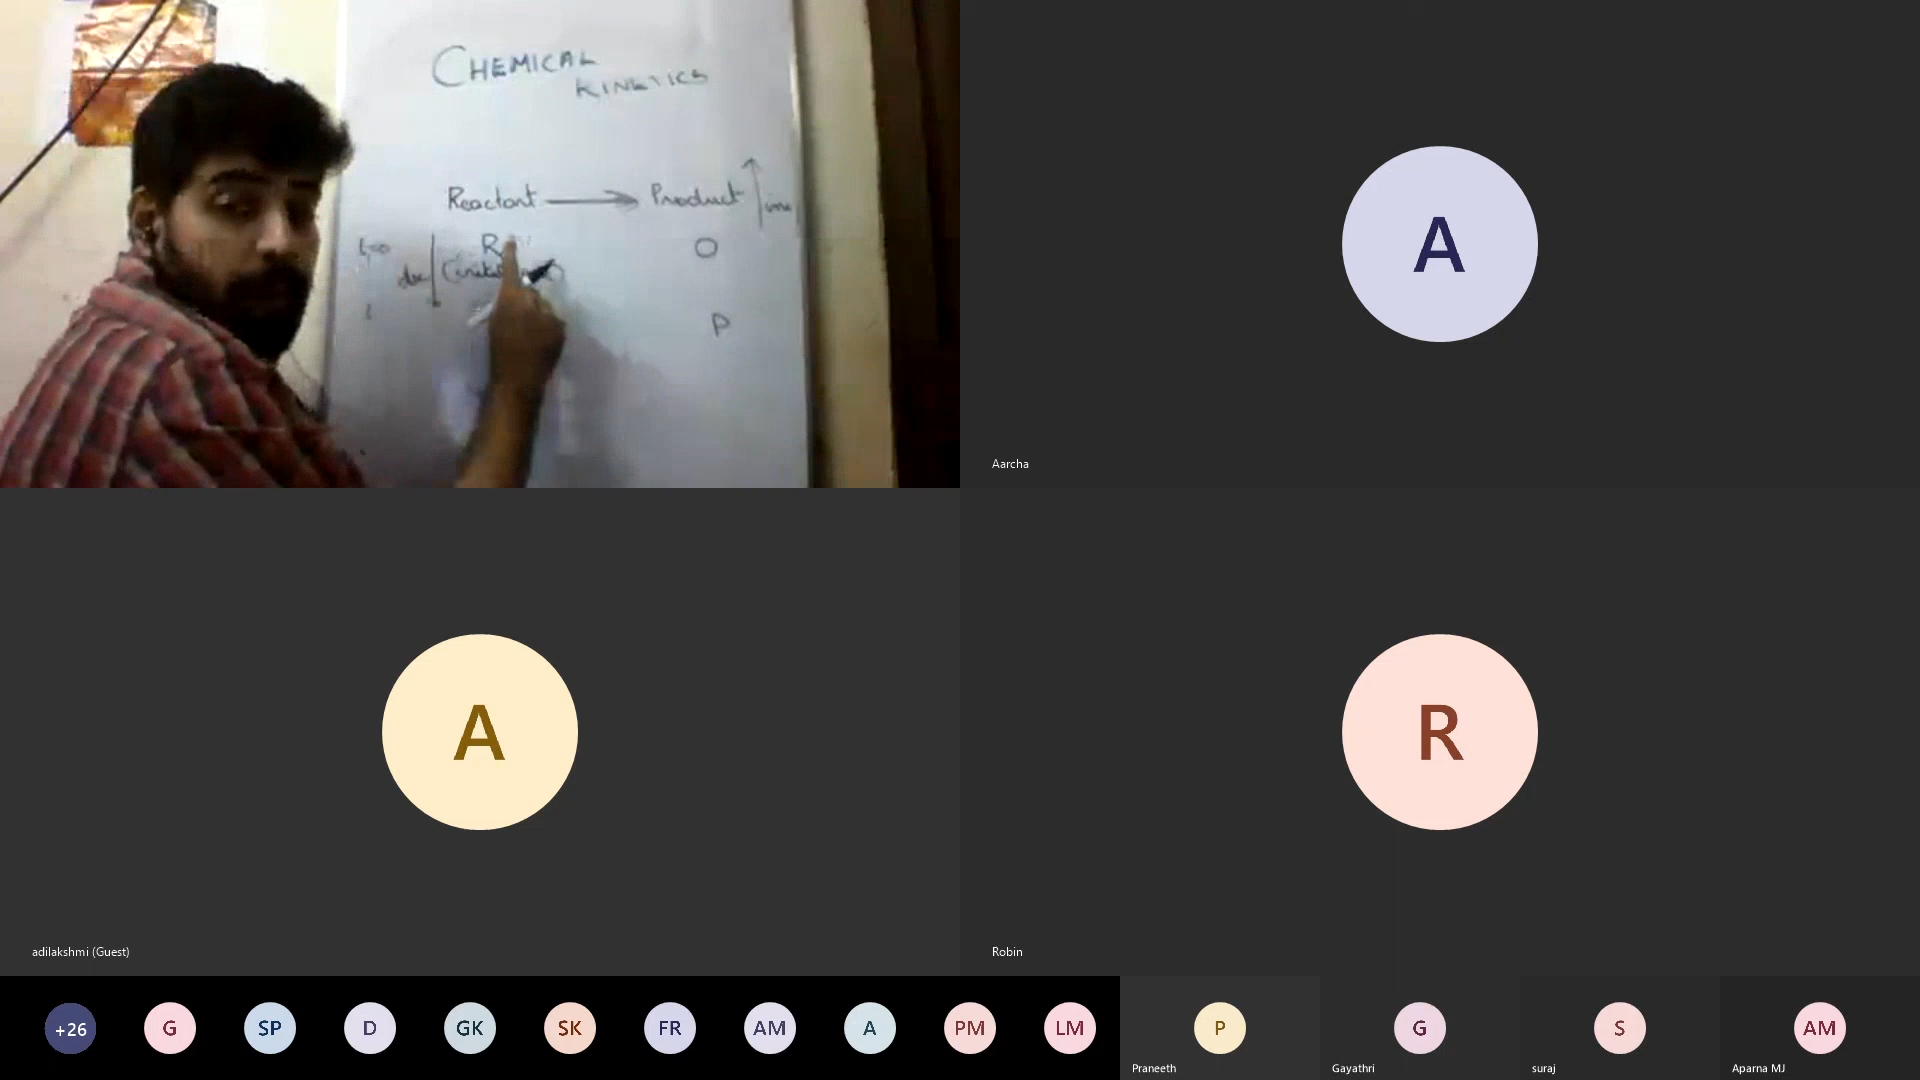 CHEMICAL
KINETICS
Reactant → Product
R
O
P
A
Aarcha
A
adilakshmi (Guest)
R
Robin
+26
G
SP
D
GK
SK
FR
AM
A
PM
LM
P
Praneeth
G
Gayathri
S
suraj
AM
Aparna MJ